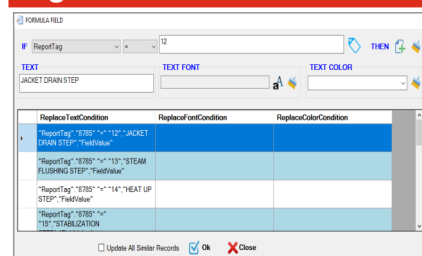 FORMULA FIELD
IF ReportTag = 12 THEN
TEXT TEXT FONT TEXT COLOR
JACKET DRAIN STEP
ReplaceTextCondition ReplaceFontCondition ReplaceColorCondition
"ReportTag"."8785" "=" "12","JACKET
DRAIN STEP","FieldValue"
"ReportTag"."8785" "=" "13","STEAM
FLUSHING STEP","FieldValue"
"ReportTag"."8785" "=" "14","HEAT UP
STEP","FieldValue"
"ReportTag"."8785" "="
"15","STABILIZATION
Update All Similar Records Ok Close